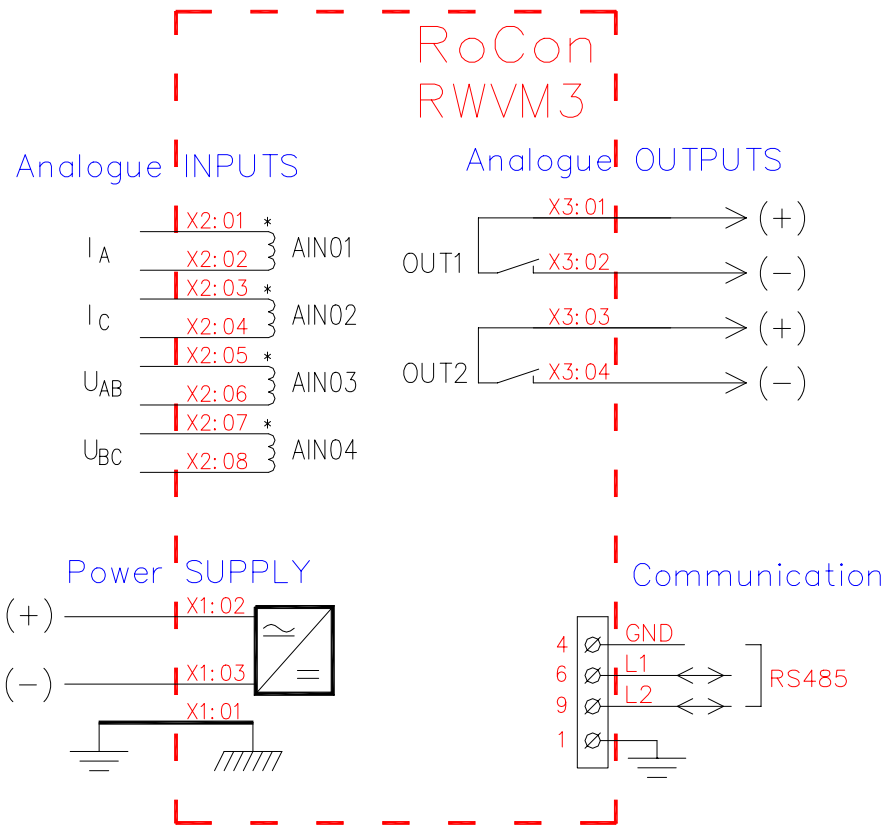 RoCon
RWVM3
Analogue INPUTS
Analogue OUTPUTS
X2:01 *
I A
AIN01
X2:02
X2:03 *
I C
AIN02
X2:04
X2:05 *
U AB
AIN03
X2:06
X2:07 *
U BC
AIN04
X2:08
X3:01 (+)
OUT1
X3:02 (-)
X3:03 (+)
OUT2
X3:04 (-)
Power SUPPLY
(+) X1:02
(-) X1:03
X1:01
Communication
4 GND
6 L1
RS485
9 L2
1